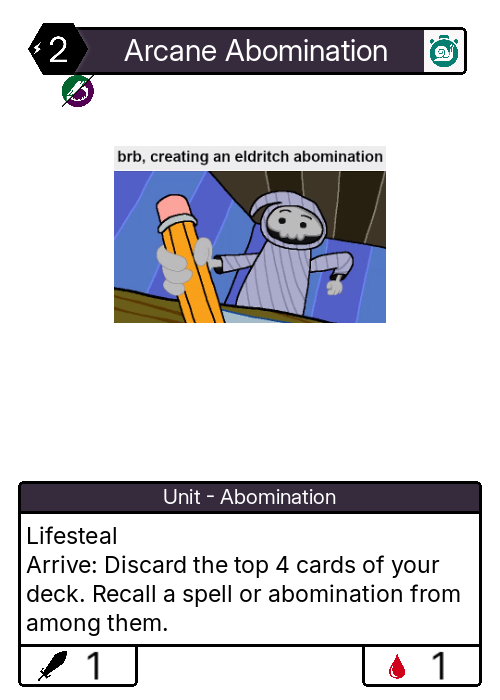 2
Arcane Abomination
brb, creating an eldritch abomination
Unit - Abomination
Lifesteal
Arrive: Discard the top 4 cards of your
deck. Recall a spell or abomination from
among them.
1
1